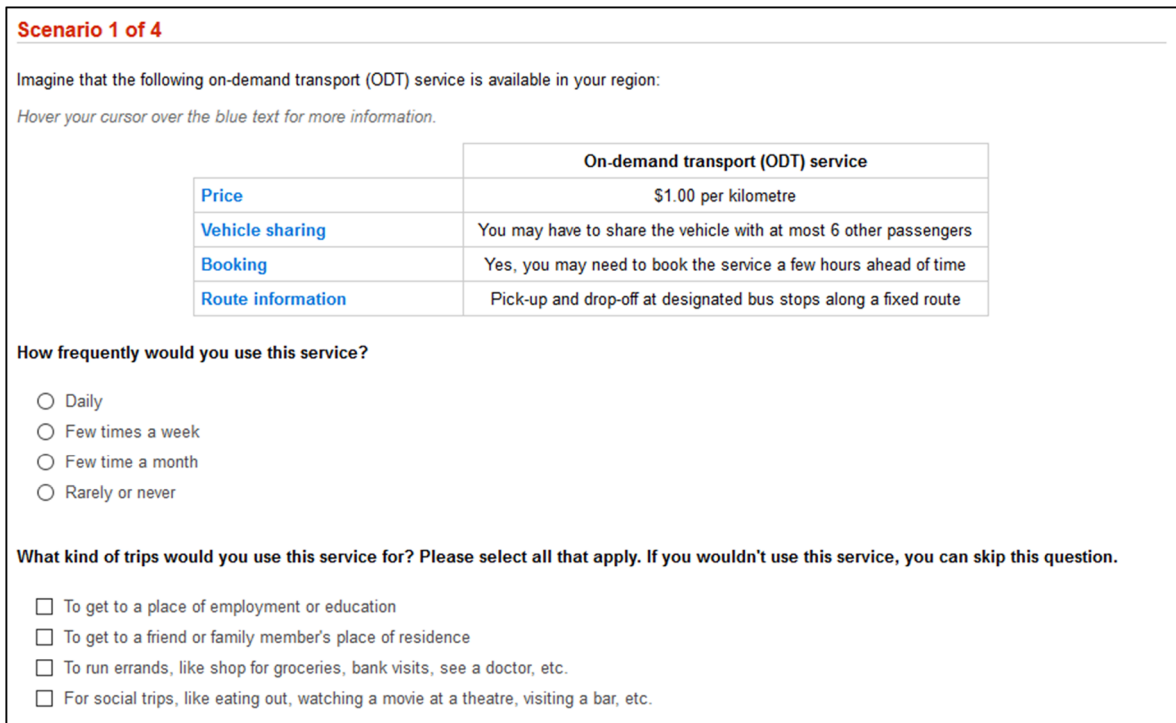 Scenario 1 of 4
Imagine that the following on-demand transport (ODT) service is available in your region:
Hover your cursor over the blue text for more information.
On-demand transport (ODT) service
Price $1.00 per kilometre
Vehicle sharing You may have to share the vehicle with at most 6 other passengers
Booking Yes, you may need to book the service a few hours ahead of time
Route information Pick-up and drop-off at designated bus stops along a fixed route
How frequently would you use this service?
Daily
Few times a week
Few time a month
Rarely or never
What kind of trips would you use this service for? Please select all that apply. If you wouldn't use this service, you can skip this question.
To get to a place of employment or education
To get to a friend or family member's place of residence
To run errands, like shop for groceries, bank visits, see a doctor, etc.
For social trips, like eating out, watching a movie at a theatre, visiting a bar, etc.